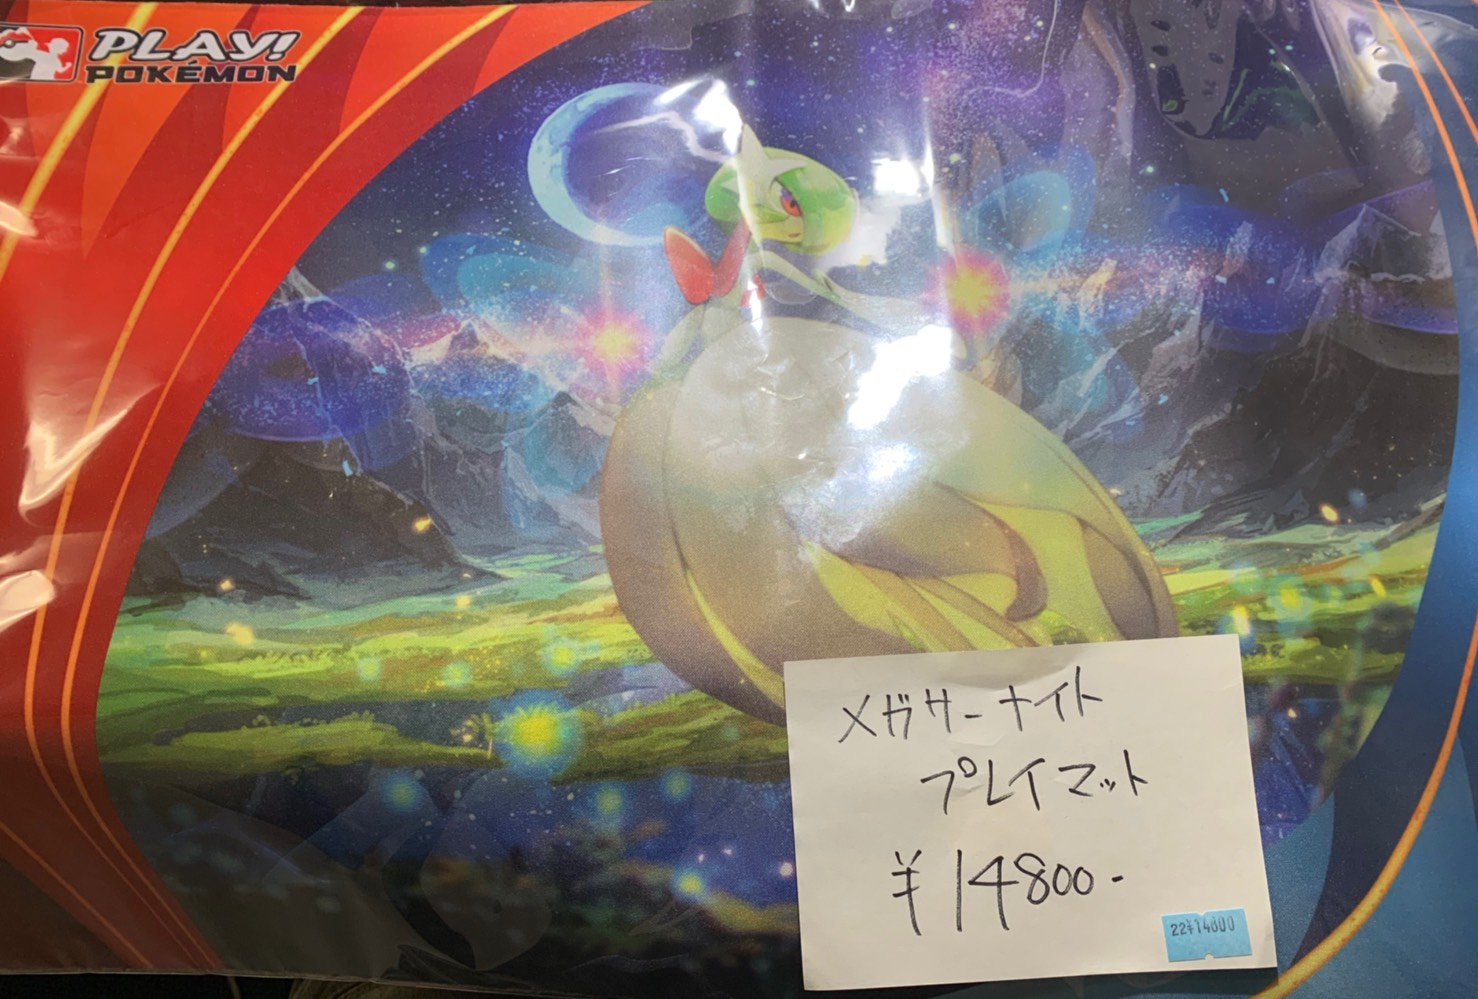 PLAY!
POKÉMON
メガサーナイト
プレイマット
¥14800-
22¥14800